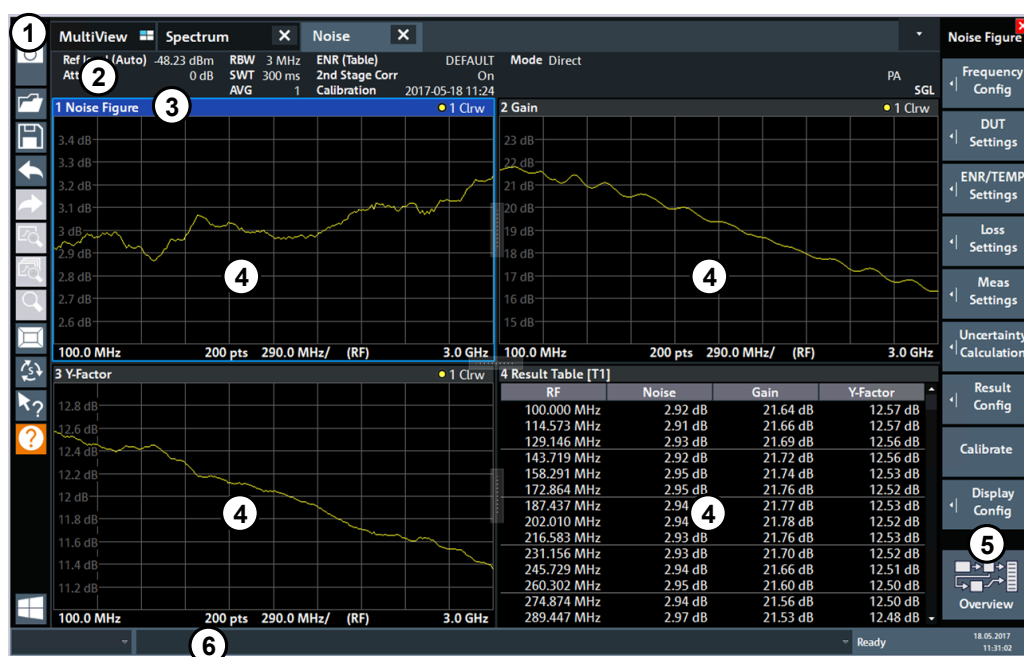 1
MultiView Spectrum X Noise X
Noise Figure
Ref level (Auto) -48.23 dBm RBW 3 MHz ENR (Table) DEFAULT Mode Direct
Att 2 0 dB SWT 300 ms 2nd Stage Corr On PA
AVG 1 Calibration 2017-05-18 11:24 SGL
1 Noise Figure 3 1 Clrw
3.4 dB
3.3 dB
3.2 dB
3.1 dB
3 dB
2.9 dB
2.8 dB
2.7 dB
2.6 dB
4
100.0 MHz 200 pts 290.0 MHz/ (RF) 3.0 GHz
2 Gain 1 Clrw
23 dB
22 dB
21 dB
20 dB
19 dB
18 dB
17 dB
16 dB
15 dB
4
100.0 MHz 200 pts 290.0 MHz/ (RF) 3.0 GHz
3 Y-Factor 1 Clrw
12.8 dB
12.6 dB
12.4 dB
12.2 dB
12 dB
11.8 dB
11.6 dB
11.4 dB
11.2 dB
4
100.0 MHz 200 pts 290.0 MHz/ (RF) 3.0 GHz
4 Result Table [T1]
RF Noise Gain Y-Factor
100.000 MHz 2.92 dB 21.64 dB 12.57 dB
114.573 MHz 2.91 dB 21.66 dB 12.57 dB
129.146 MHz 2.93 dB 21.69 dB 12.56 dB
143.719 MHz 2.92 dB 21.72 dB 12.56 dB
158.291 MHz 2.95 dB 21.74 dB 12.53 dB
172.864 MHz 2.95 dB 21.76 dB 12.52 dB
187.437 MHz 2.94 21.77 dB 12.53 dB
202.010 MHz 2.94 21.78 dB 12.52 dB
216.583 MHz 2.93 dB 21.76 dB 12.53 dB
231.156 MHz 2.93 dB 21.70 dB 12.52 dB
245.729 MHz 2.94 dB 21.66 dB 12.51 dB
260.302 MHz 2.95 dB 21.60 dB 12.50 dB
274.874 MHz 2.94 dB 21.56 dB 12.50 dB
289.447 MHz 2.97 dB 21.53 dB 12.48 dB
4
Frequency
Config
DUT
Settings
ENR/TEMP
Settings
Loss
Settings
Meas
Settings
Uncertainty
Calculation
Result
Config
Calibrate
Display
Config
5
Overview
6
Ready
18.05.2017
11:31:02